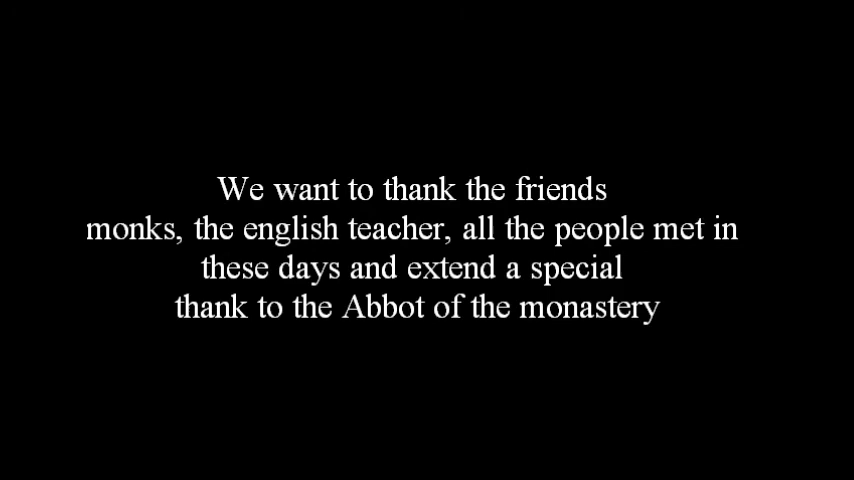 We want to thank the friends
monks, the english teacher, all the people met in
these days and extend a special
thank to the Abbot of the monastery